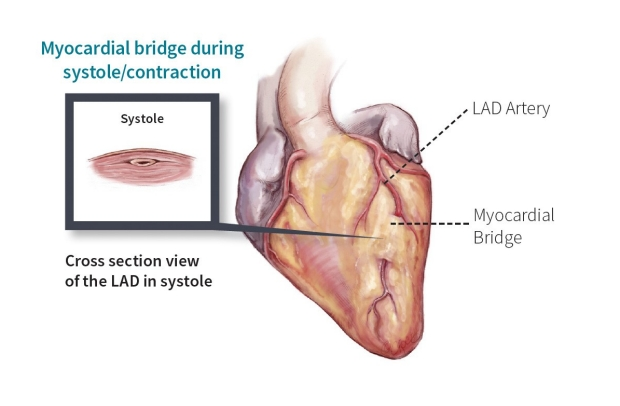 Myocardial bridge during
systole/contraction
Systole
Cross section view
of the LAD in systole
LAD Artery
Myocardial
Bridge